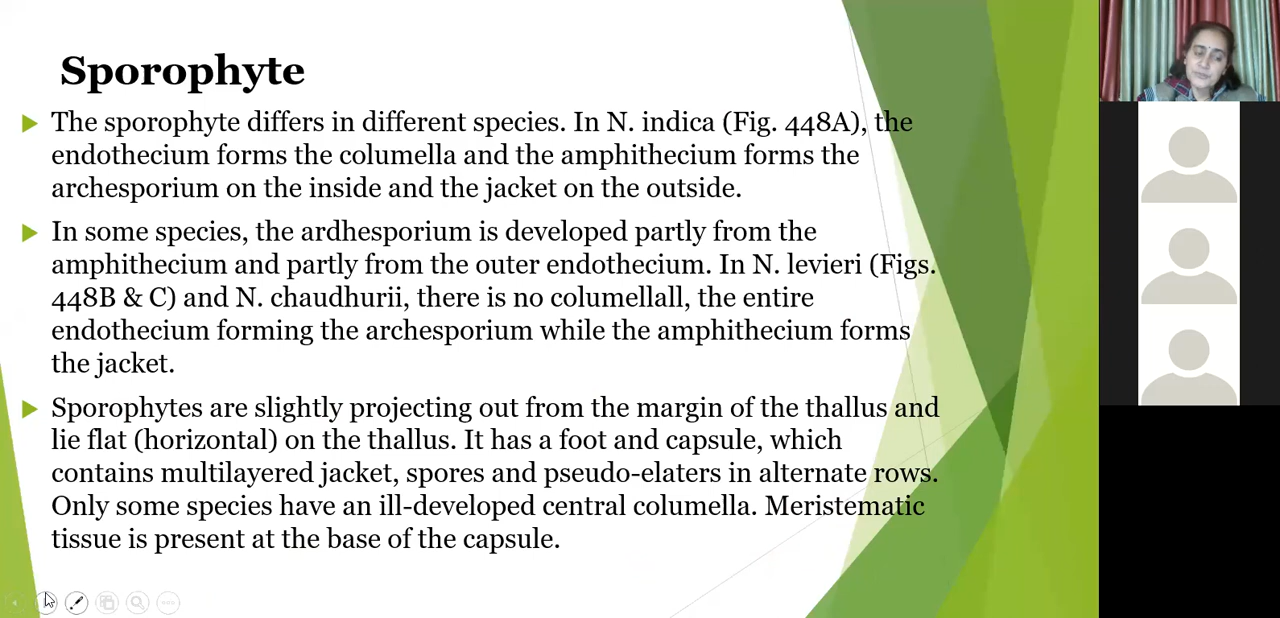 Sporophyte
The sporophyte differs in different species. In N. indica (Fig. 448A), the
endothecium forms the columella and the amphithecium forms the
archesporium on the inside and the jacket on the outside.
In some species, the ardhesporium is developed partly from the
amphithecium and partly from the outer endothecium. In N. levieri (Figs.
448B & C) and N. chaudhurii, there is no columellall, the entire
endothecium forming the archesporium while the amphithecium forms
the jacket.
Sporophytes are slightly projecting out from the margin of the thallus and
lie flat (horizontal) on the thallus. It has a foot and capsule, which
contains multilayered jacket, spores and pseudo-elaters in alternate rows.
Only some species have an ill-developed central columella. Meristematic
tissue is present at the base of the capsule.